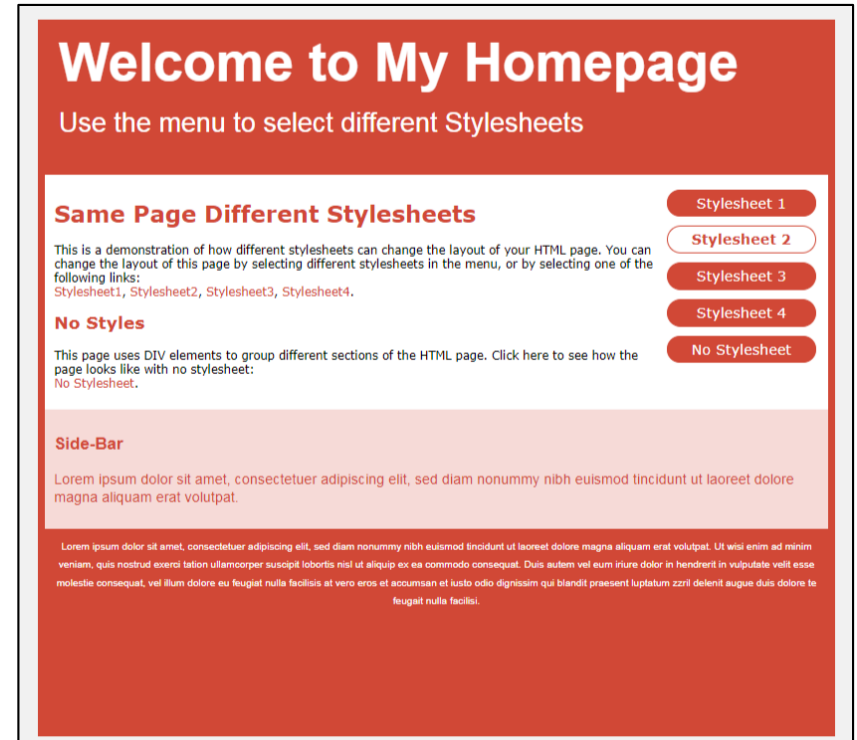 Welcome to My Homepage
Use the menu to select different Stylesheets
Same Page Different Stylesheets
This is a demonstration of how different stylesheets can change the layout of your HTML page. You can
change the layout of this page by selecting different stylesheets in the menu, or by selecting one of the
following links:
Stylesheet1, Stylesheet2, Stylesheet3, Stylesheet4.
No Styles
This page uses DIV elements to group different sections of the HTML page. Click here to see how the
page looks like with no stylesheet:
No Stylesheet.
Stylesheet 1
Stylesheet 2
Stylesheet 3
Stylesheet 4
No Stylesheet
Side-Bar
Lorem ipsum dolor sit amet, consectetuer adipiscing elit, sed diam nonummy nibh euismod tincidunt ut laoreet dolore
magna aliquam erat volutpat.
Lorem ipsum dolor sit amet, consectetuer adipiscing elit, sed diam nonummy nibh euismod tincidunt ut laoreet dolore magna aliquam erat volutpat. Ut wisi enim ad minim
veniam, quis nostrud exerci tation ullamcorper suscipit lobortis nisl ut aliquip ex ea commodo consequat. Duis autem vel eum iriure dolor in hendrerit in vulputate velit esse
molestie consequat, vel illum dolore eu feugiat nulla facilisis at vero eros et accumsan et iusto odio dignissim qui blandit praesent luptatum zzril delenit augue duis dolore te
feugait nulla facilisi.